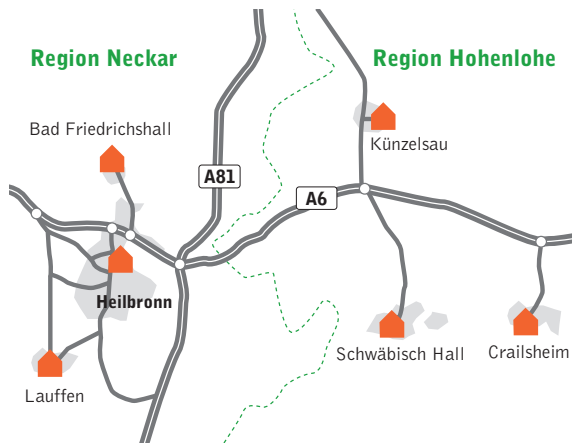 Region Neckar
Region Hohenlohe
Bad Friedrichshall
Künzelsau
A81
A6
Heilbronn
Schwäbisch Hall
Crailsheim
Lauffen